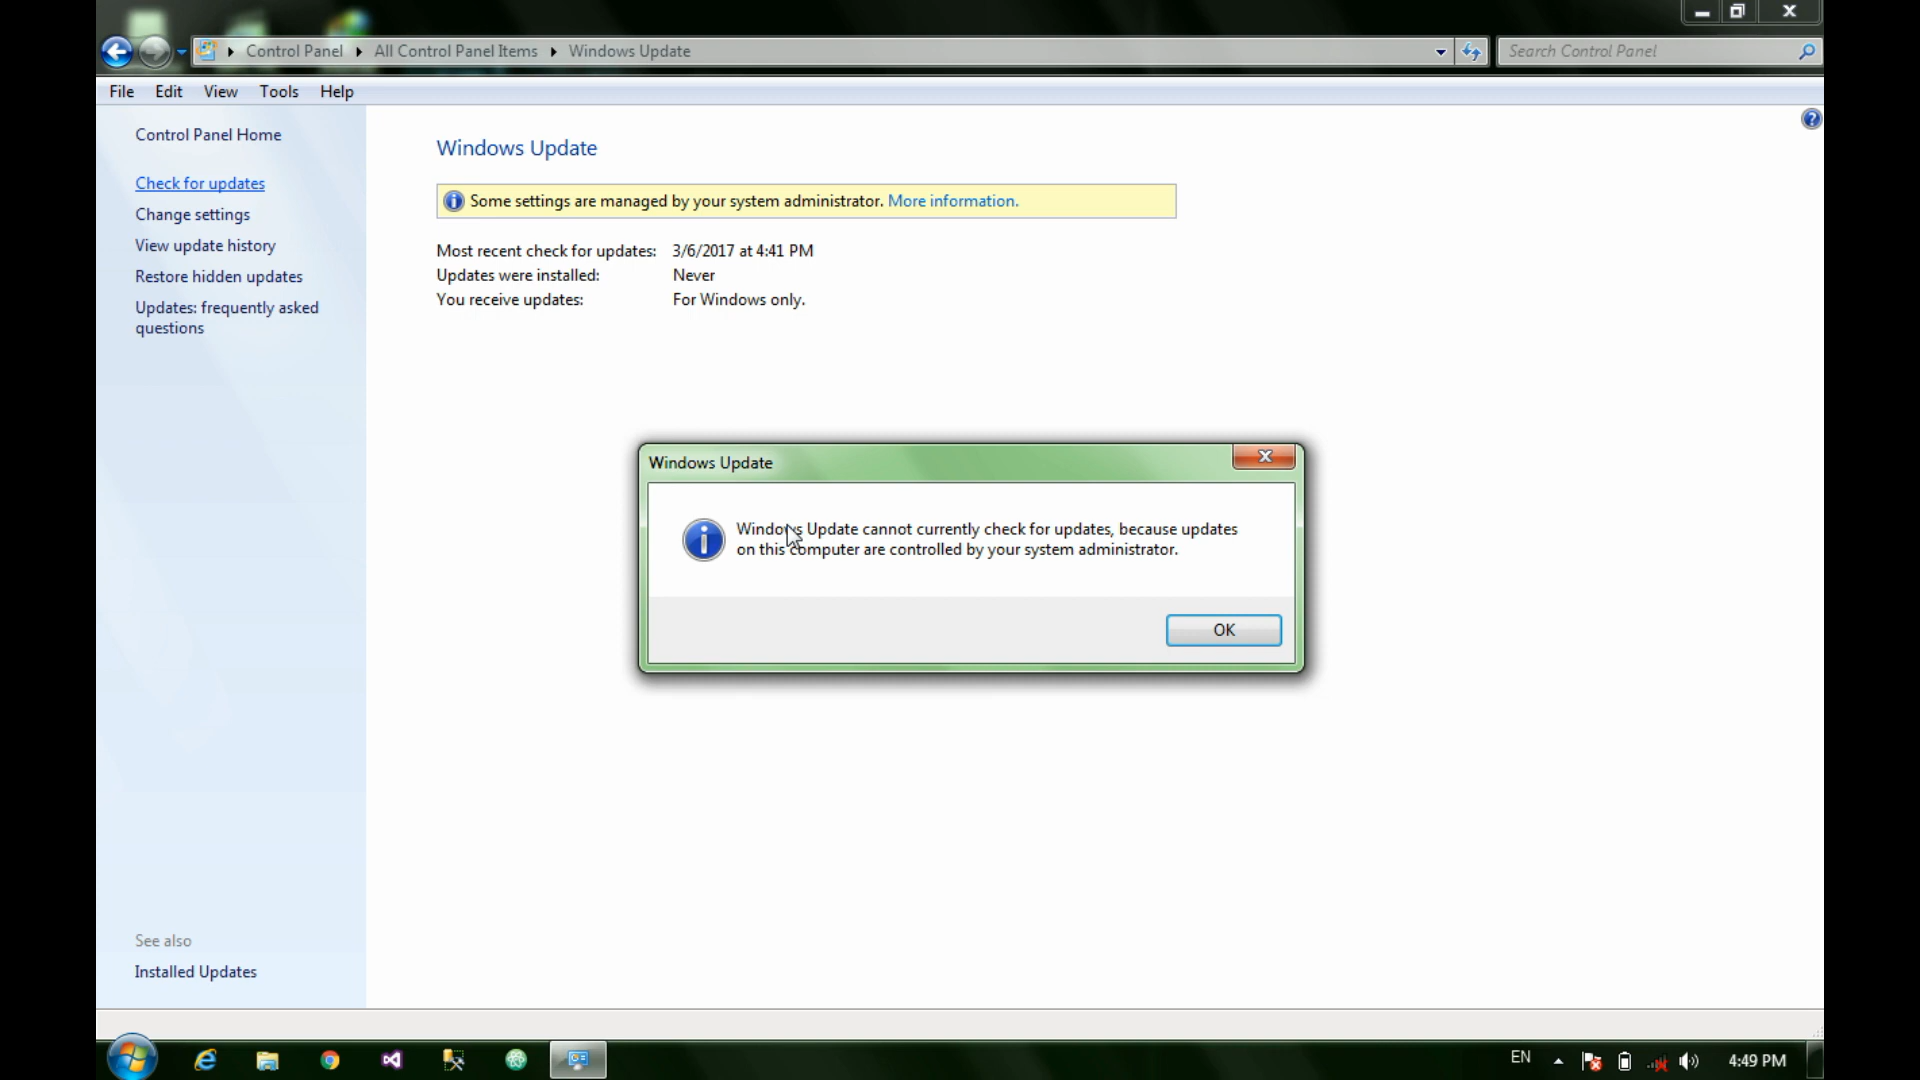 Control Panel All Control Panel Items Windows Update
Search Control Panel
File Edit View Tools Help
Control Panel Home
Check for updates
Change settings
View update history
Restore hidden updates
Updates: frequently asked
questions
See also
Installed Updates
Windows Update
Some settings are managed by your system administrator. More information.
Most recent check for updates: 3/6/2017 at 4:41 PM
Updates were installed: Never
You receive updates: For Windows only.
Windows Update
Windows Update cannot currently check for updates, because updates
on this computer are controlled by your system administrator.
OK
EN
4:49 PM